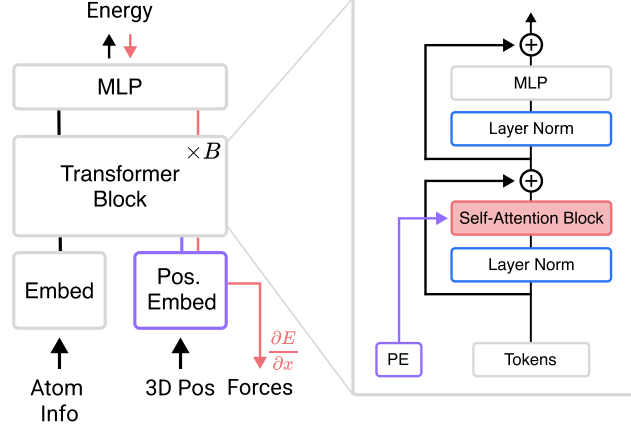 Energy
MLP
×B
Transformer
Block
Embed
Pos.
Embed
∂E
∂x
Atom
Info
3D Pos
Forces
MLP
Layer Norm
Self-Attention Block
Layer Norm
PE
Tokens